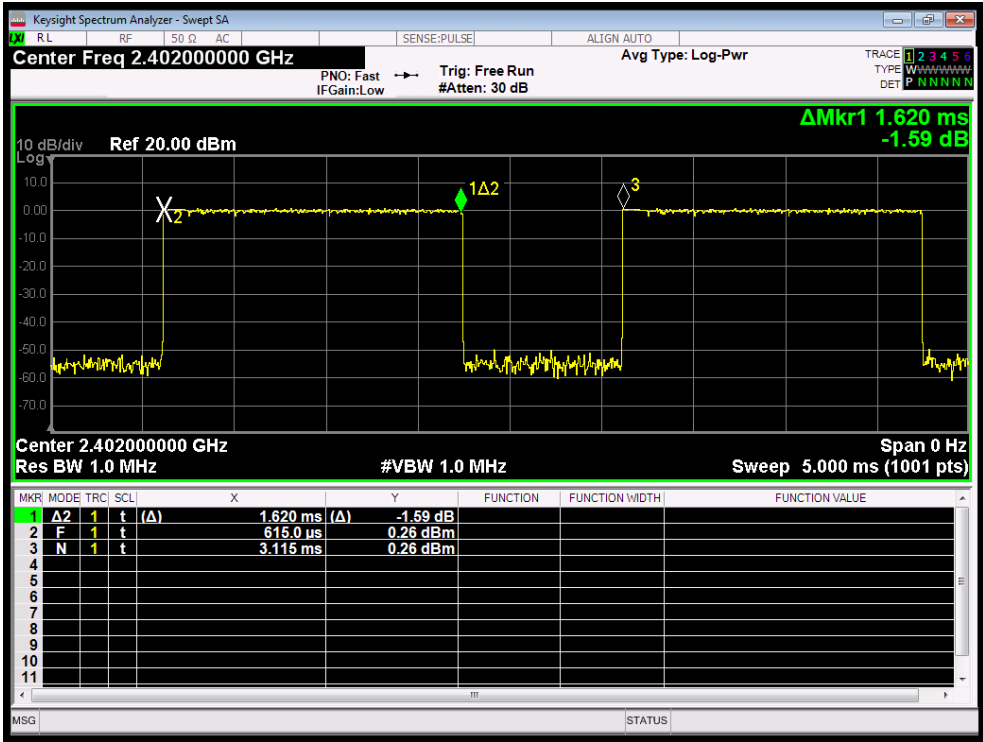 Keysight Spectrum Analyzer - Swept SA
LXI RL RF 50 Ω AC SENSE:PULSE ALIGN AUTO
Center Freq 2.402000000 GHz
PNO: Fast
IFGain:Low
Trig: Free Run
#Atten: 30 dB
Avg Type: Log-Pwr
TRACE 1 2 3 4 5 6
TYPE W W W W W W
DET P N N N N N
ΔMkr1 1.620 ms
-1.59 dB
10 dB/div Ref 20.00 dBm
Log
10.0
0.00
-10.0
-20.0
-30.0
-40.0
-50.0
-60.0
-70.0
2
1Δ2
3
Center 2.402000000 GHz Span 0 Hz
Res BW 1.0 MHz #VBW 1.0 MHz Sweep 5.000 ms (1001 pts)
MKR MODE TRC SCL X Y FUNCTION FUNCTION WIDTH FUNCTION VALUE
1 Δ2 1 t (Δ) 1.620 ms (Δ) -1.59 dB
2 F 1 t 615.0 µs 0.26 dBm
3 N 1 t 3.115 ms 0.26 dBm
4
5
6
7
8
9
10
11
MSG STATUS